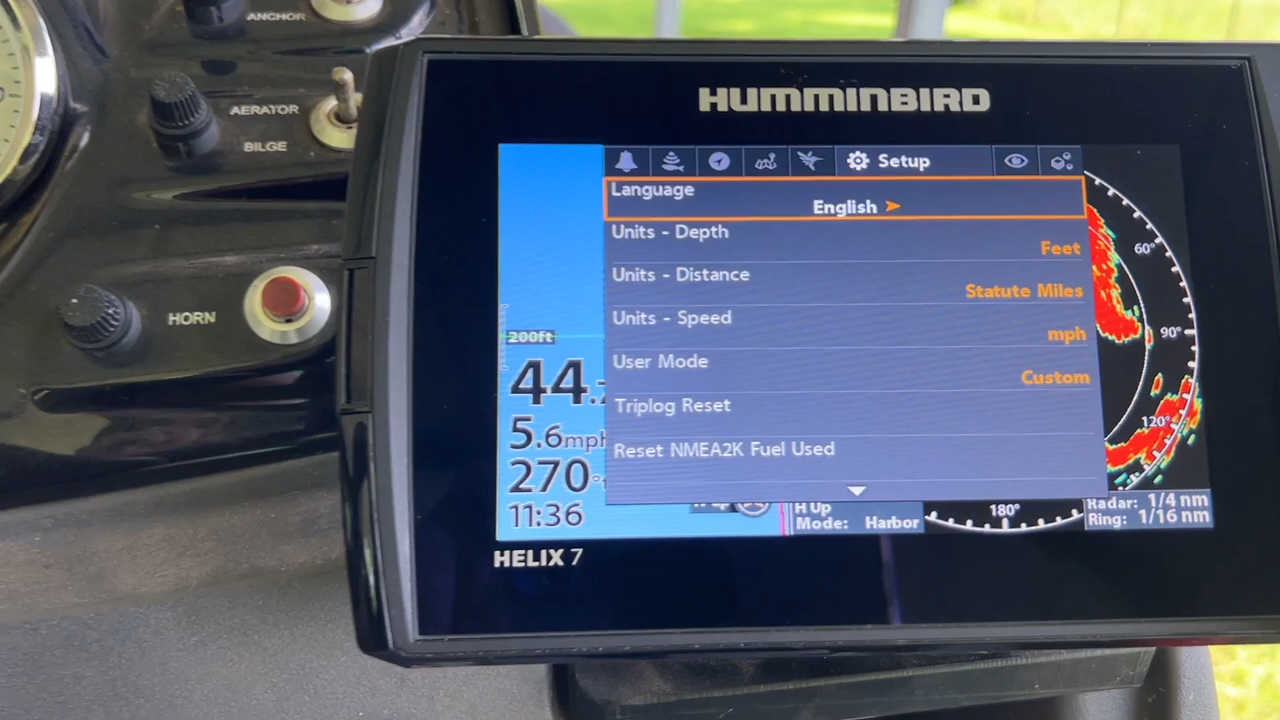 ANCHOR
AERATOR
BILGE
HORN
HUMMINBIRD
Setup
Language
English
Units - Depth
Feet
Units - Distance
Statute Miles
Units - Speed
mph
User Mode
Custom
Triplog Reset
Reset NMEA2K Fuel Used
200ft
44.
5.6mph
270°
11:36
H Up
Mode: Harbor
60°
90°
120°
180°
Radar: 1/4 nm
Ring: 1/16 nm
HELIX 7